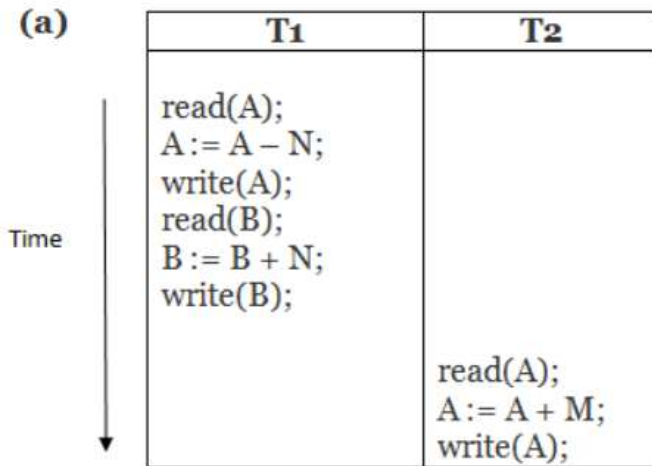 (a)
T1 T2
read(A);
A := A – N;
write(A);
read(B);
Time
B := B + N;
write(B);
read(A);
A := A + M;
write(A);